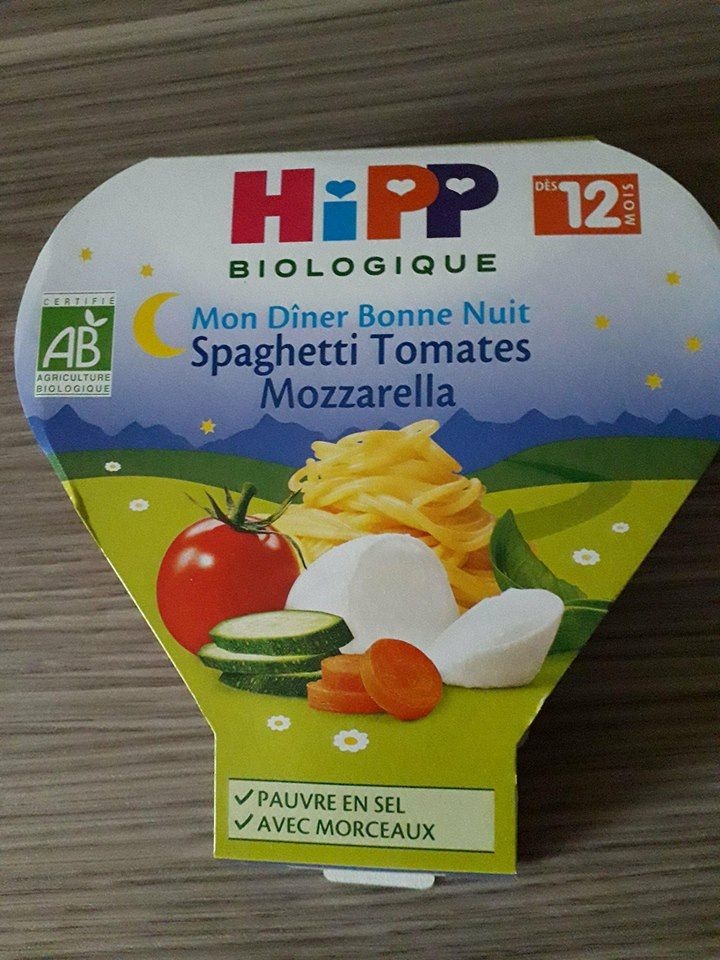 HiPP
BIOLOGIQUE
DÈS 12 MOIS
CERTIFIÉ
AB
AGRICULTURE
BIOLOGIQUE
Mon Dîner Bonne Nuit
Spaghetti Tomates
Mozzarella
✓ PAUVRE EN SEL
✓ AVEC MORCEAUX